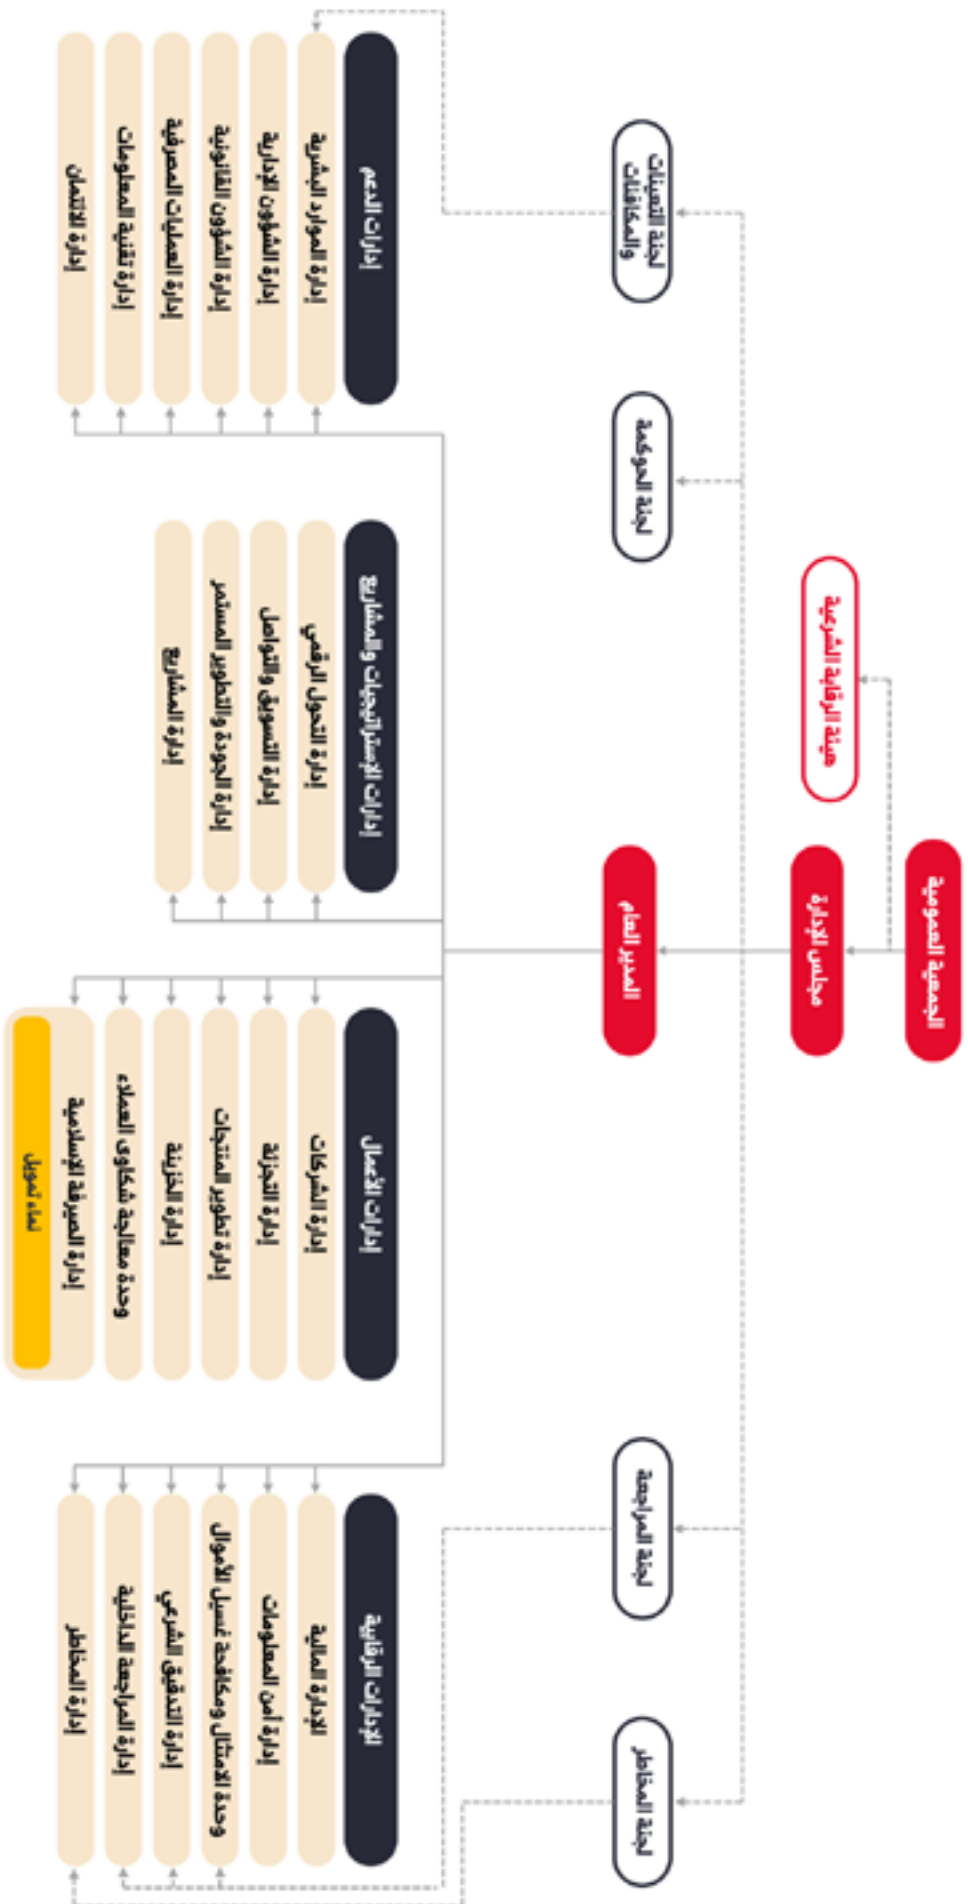 الجمعية العمومية
هيئة الرقابة الشرعية
مجلس الإدارة
المدير العام
لجنة المخاطر
لجنة المراجعة
لجنة الحوكمة
لجنة التعينات
والمكافئات
الإدارات الرقابية
الإدارة المالية
إدارة أمن المعلومات
وحدة الامتثال ومكافحة غسيل الأموال
إدارة التدقيق الشرعي
إدارة المراجعة الداخلية
إدارة المخاطر
إدارات الأعمال
إدارة الشركات
إدارة التجزئة
إدارة تطوير المنتجات
إدارة الخزينة
وحدة معالجة شكاوى العملاء
إدارة الصيرفة الإسلامية
نماء تمويل
إدارات الإستراتيجيات والمشاريع
إدارة التحول الرقمي
إدارة التسويق والتواصل
إدارة الجودة والتطوير المستمر
إدارة المشاريع
إدارات الدعم
إدارة الموارد البشرية
إدارة الشؤون الإدارية
إدارة الشؤون القانونية
إدارة العمليات المصرفية
إدارة تقنية المعلومات
إدارة الائتمان